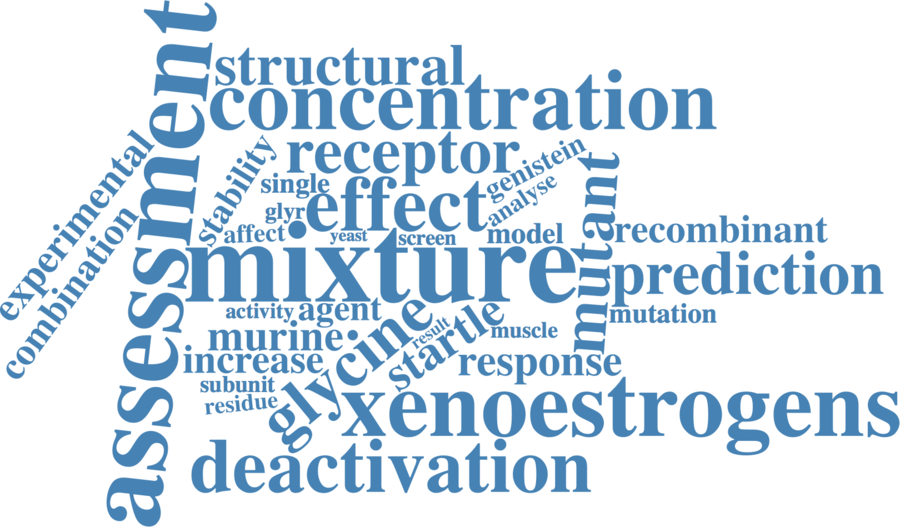 assessment
structural
concentration
experimental
combination
stability
receptor
genistein
single
effect
analyse
mutant
glyr
affect
yeast
screen
model
recombinant
mixture
prediction
activity
agent
mutation
murine
glycine
result
startle
muscle
increase
response
subunit
residue
xenoestrogens
deactivation